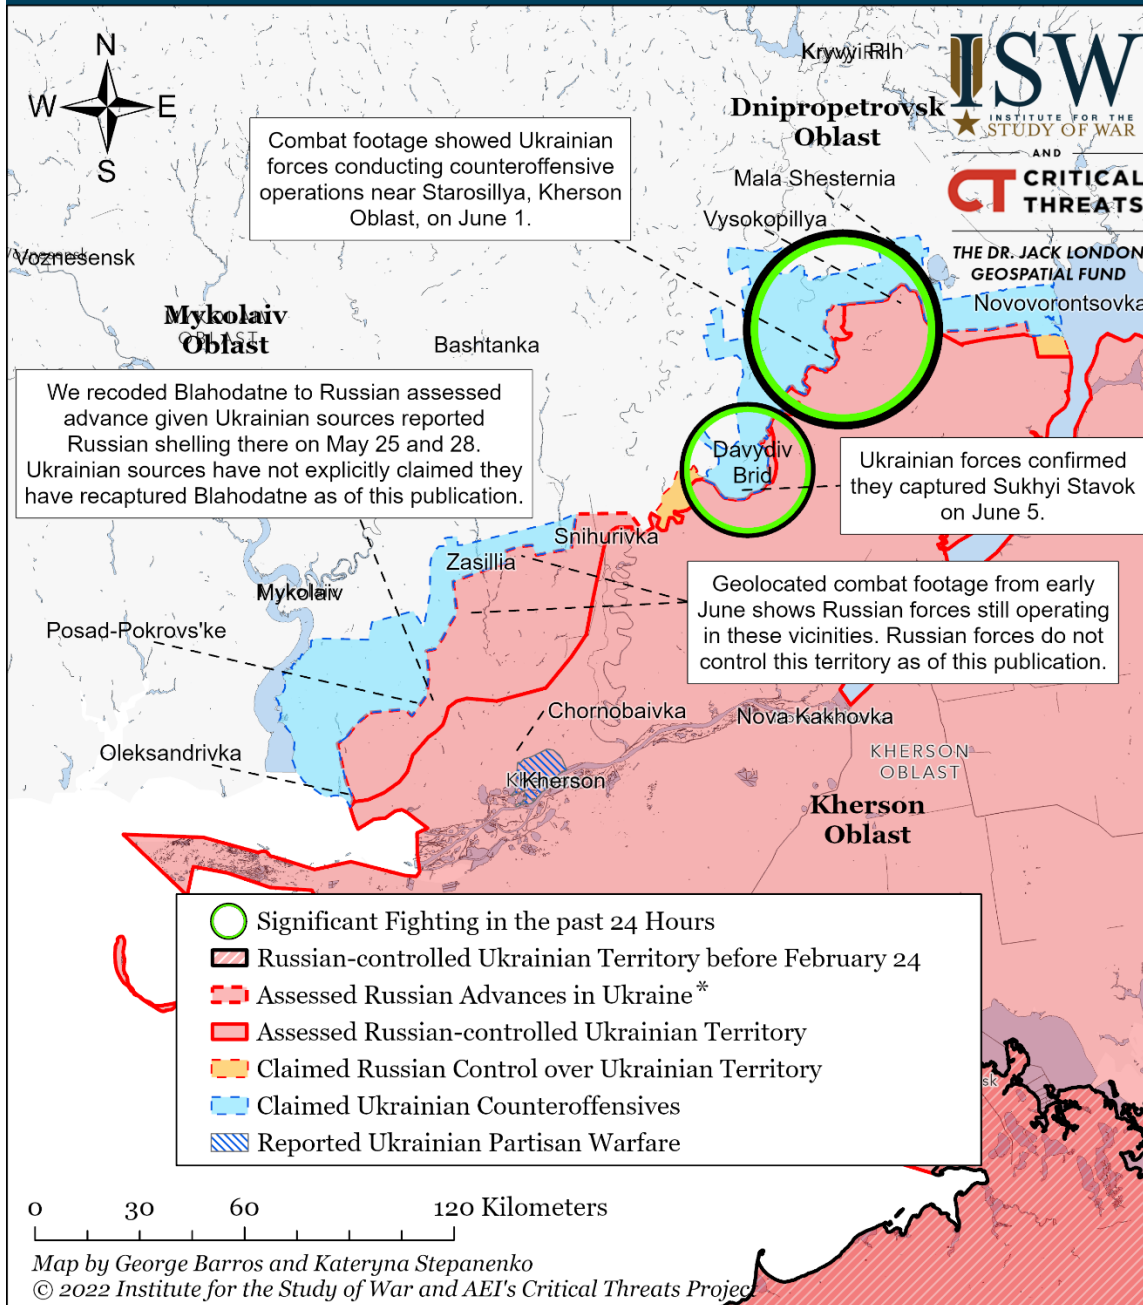 N
W E
S
Kryvyi Rih
Dnipropetrovsk
Oblast
ISW
INSTITUTE FOR THE
STUDY OF WAR
AND
CT CRITICAL
THREATS
THE DR. JACK LONDON
GEOSPATIAL FUND
Combat footage showed Ukrainian
forces conducting counteroffensive
operations near Starosillya, Kherson
Oblast, on June 1.
Mala Shesternia
Vysokopillya
Voznesensk
Novovorontsovka
Mykolaiv
Oblast
Bashtanka
We recoded Blahodatne to Russian assessed
advance given Ukrainian sources reported
Russian shelling there on May 25 and 28.
Ukrainian sources have not explicitly claimed they
have recaptured Blahodatne as of this publication.
Davydiv
Brid
Ukrainian forces confirmed
they captured Sukhyi Stavok
on June 5.
Snihurivka
Zasillia
Mykolaiv
Geolocated combat footage from early
June shows Russian forces still operating
in these vicinities. Russian forces do not
control this territory as of this publication.
Posad-Pokrovs'ke
Chornobaivka
Nova Kakhovka
Oleksandrivka
KHERSON
OBLAST
Kherson
Kherson
Oblast
Significant Fighting in the past 24 Hours
Russian-controlled Ukrainian Territory before February 24
Assessed Russian Advances in Ukraine*
Assessed Russian-controlled Ukrainian Territory
Claimed Russian Control over Ukrainian Territory
Claimed Ukrainian Counteroffensives
Reported Ukrainian Partisan Warfare
0 30 60 120 Kilometers
Map by George Barros and Kateryna Stepanenko
© 2022 Institute for the Study of War and AEI's Critical Threats Project